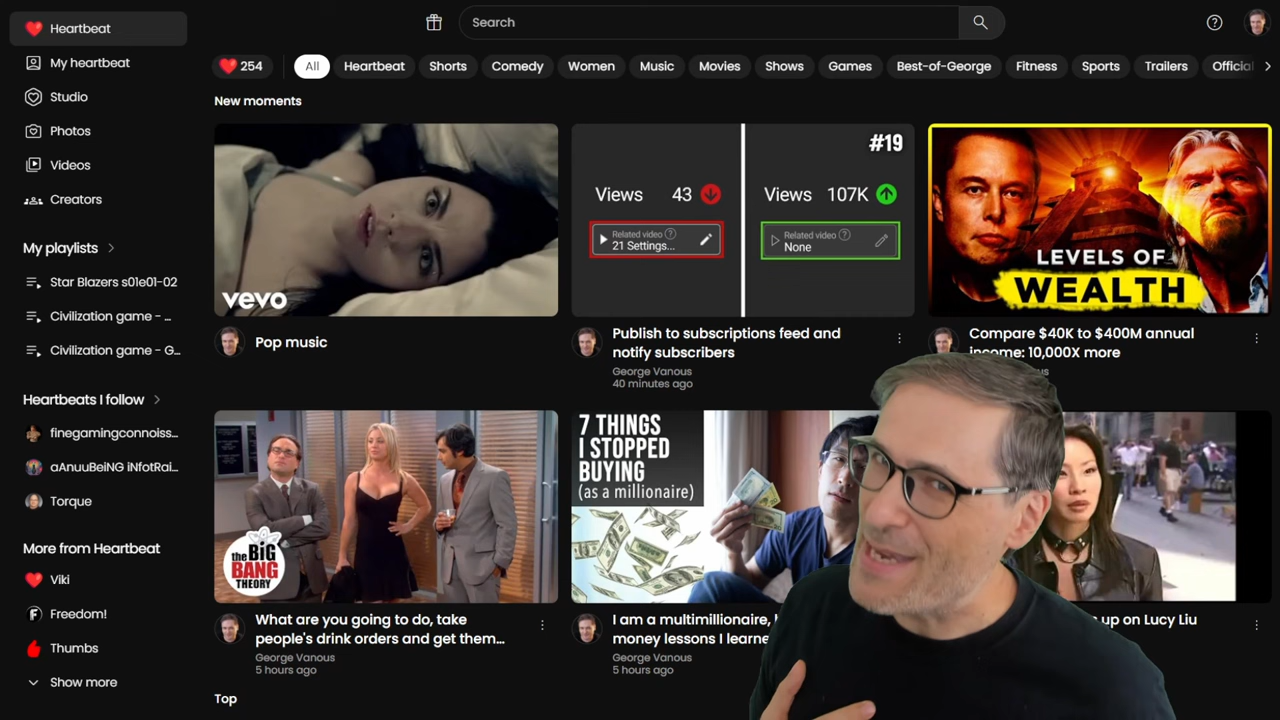 Heartbeat
My heartbeat
Studio
Photos
Videos
Creators
My playlists
Star Blazers s01e01-02
Civilization game - ...
Civilization game - G...
Heartbeats I follow
finegamingconnoiss...
aAnuuBeiNG iNfotRai...
Torque
More from Heartbeat
Viki
Freedom!
Thumbs
Show more
Search
254
All
Heartbeat
Shorts
Comedy
Women
Music
Movies
Shows
Games
Best-of-George
Fitness
Sports
Trailers
Official
New moments
vevo
Pop music
#19
Views 43
Related video
21 Settings...
Views 107K
Related video
None
Publish to subscriptions feed and
notify subscribers
George Vanous
40 minutes ago
LEVELS OF
WEALTH
Compare $40K to $400M annual
income: 10,000X more
the BiG
BANG
THEORY
What are you going to do, take
people's drink orders and get them...
George Vanous
5 hours ago
7 THINGS
I STOPPED
BUYING
(as a millionaire)
I am a multimillionaire,
money lessons I learne
George Vanous
5 hours ago
up on Lucy Liu
Top